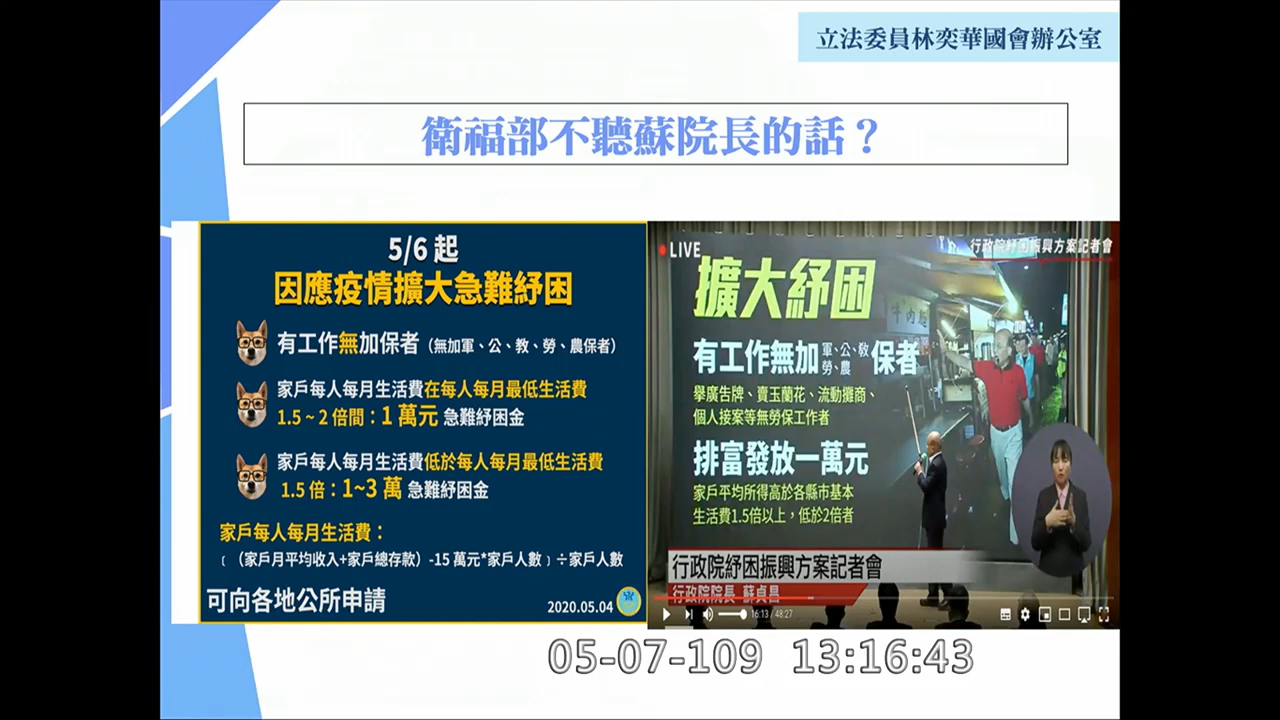 立法委員林奕華國會辦公室
衛福部不聽蘇院長的話？
5/6 起
因應疫情擴大急難紓困
有工作無加保者（無加軍、公、教、勞、農保者）
家戶每人每月生活費在每人每月最低生活費
1.5 ~ 2 倍間：1 萬元 急難紓困金
家戶每人每月生活費低於每人每月最低生活費
1.5 倍：1~3 萬 急難紓困金
家戶每人每月生活費：
﹝（家戶月平均收入+家戶總存款）-15 萬元*家戶人數﹞÷家戶人數
可向各地公所申請
2020.05.04
LIVE
行政院紓困振興方案記者會
擴大紓困
牛肉麵
有工作無加軍、公、教、勞、農保者
舉廣告牌、賣玉蘭花、流動攤商、
個人接案等無勞保工作者
排富發放一萬元
家戶平均所得高於各縣市基本
生活費1.5倍以上，低於2倍者
行政院紓困振興方案記者會
行政院院長 蘇貞昌
16:13 / 48:27
05-07-109 13:16:43